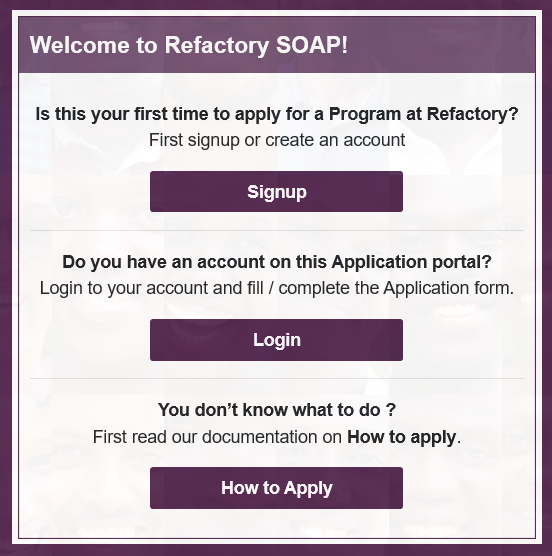 Welcome to Refactory SOAP!
Is this your first time to apply for a Program at Refactory?
First signup or create an account
Signup
Do you have an account on this Application portal?
Login to your account and fill / complete the Application form.
Login
You don’t know what to do ?
First read our documentation on How to apply.
How to Apply